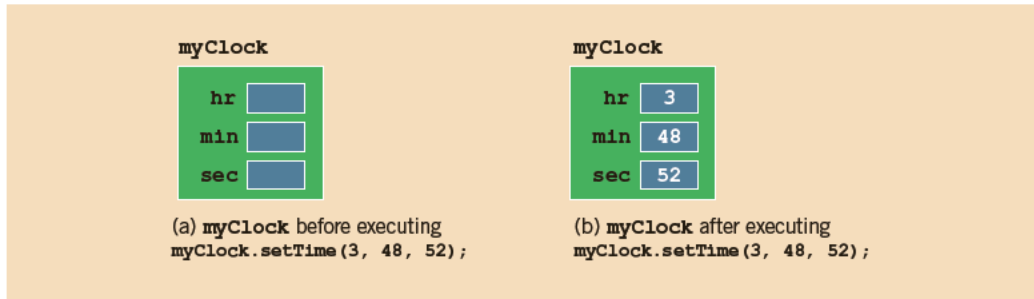 myClock
hr
min
sec
(a) myClock before executing
myClock.setTime(3, 48, 52);
myClock
hr 3
min 48
sec 52
(b) myClock after executing
myClock.setTime(3, 48, 52);